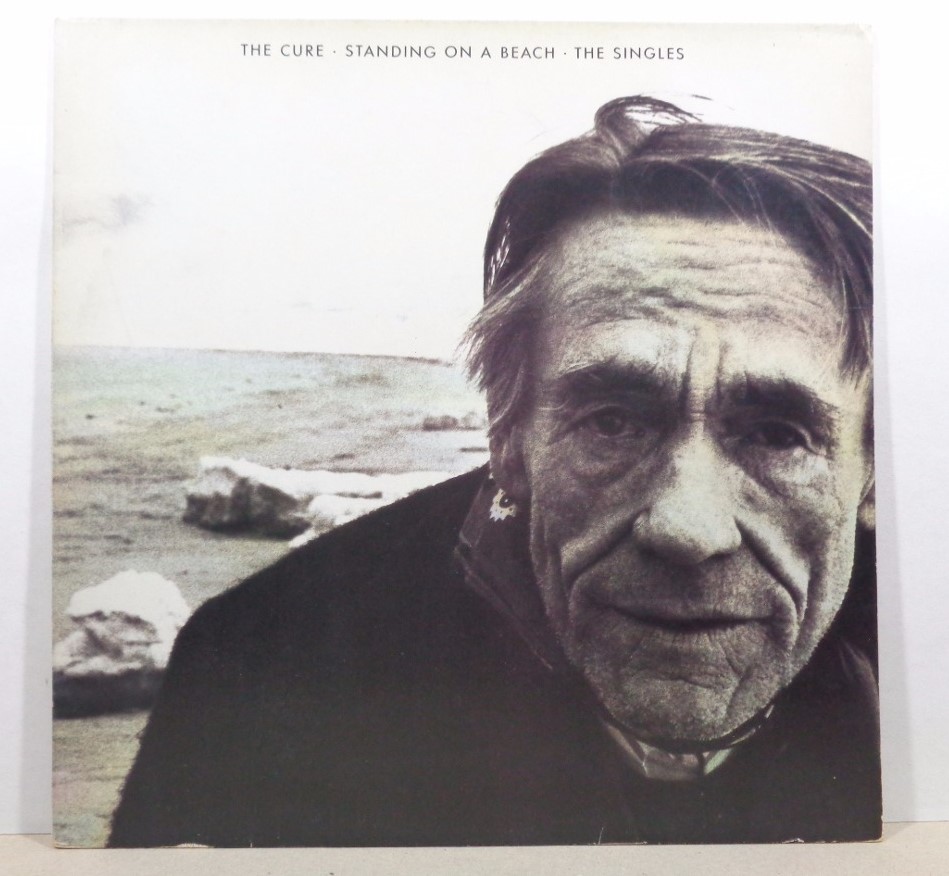 THE CURE · STANDING ON A BEACH · THE SINGLES